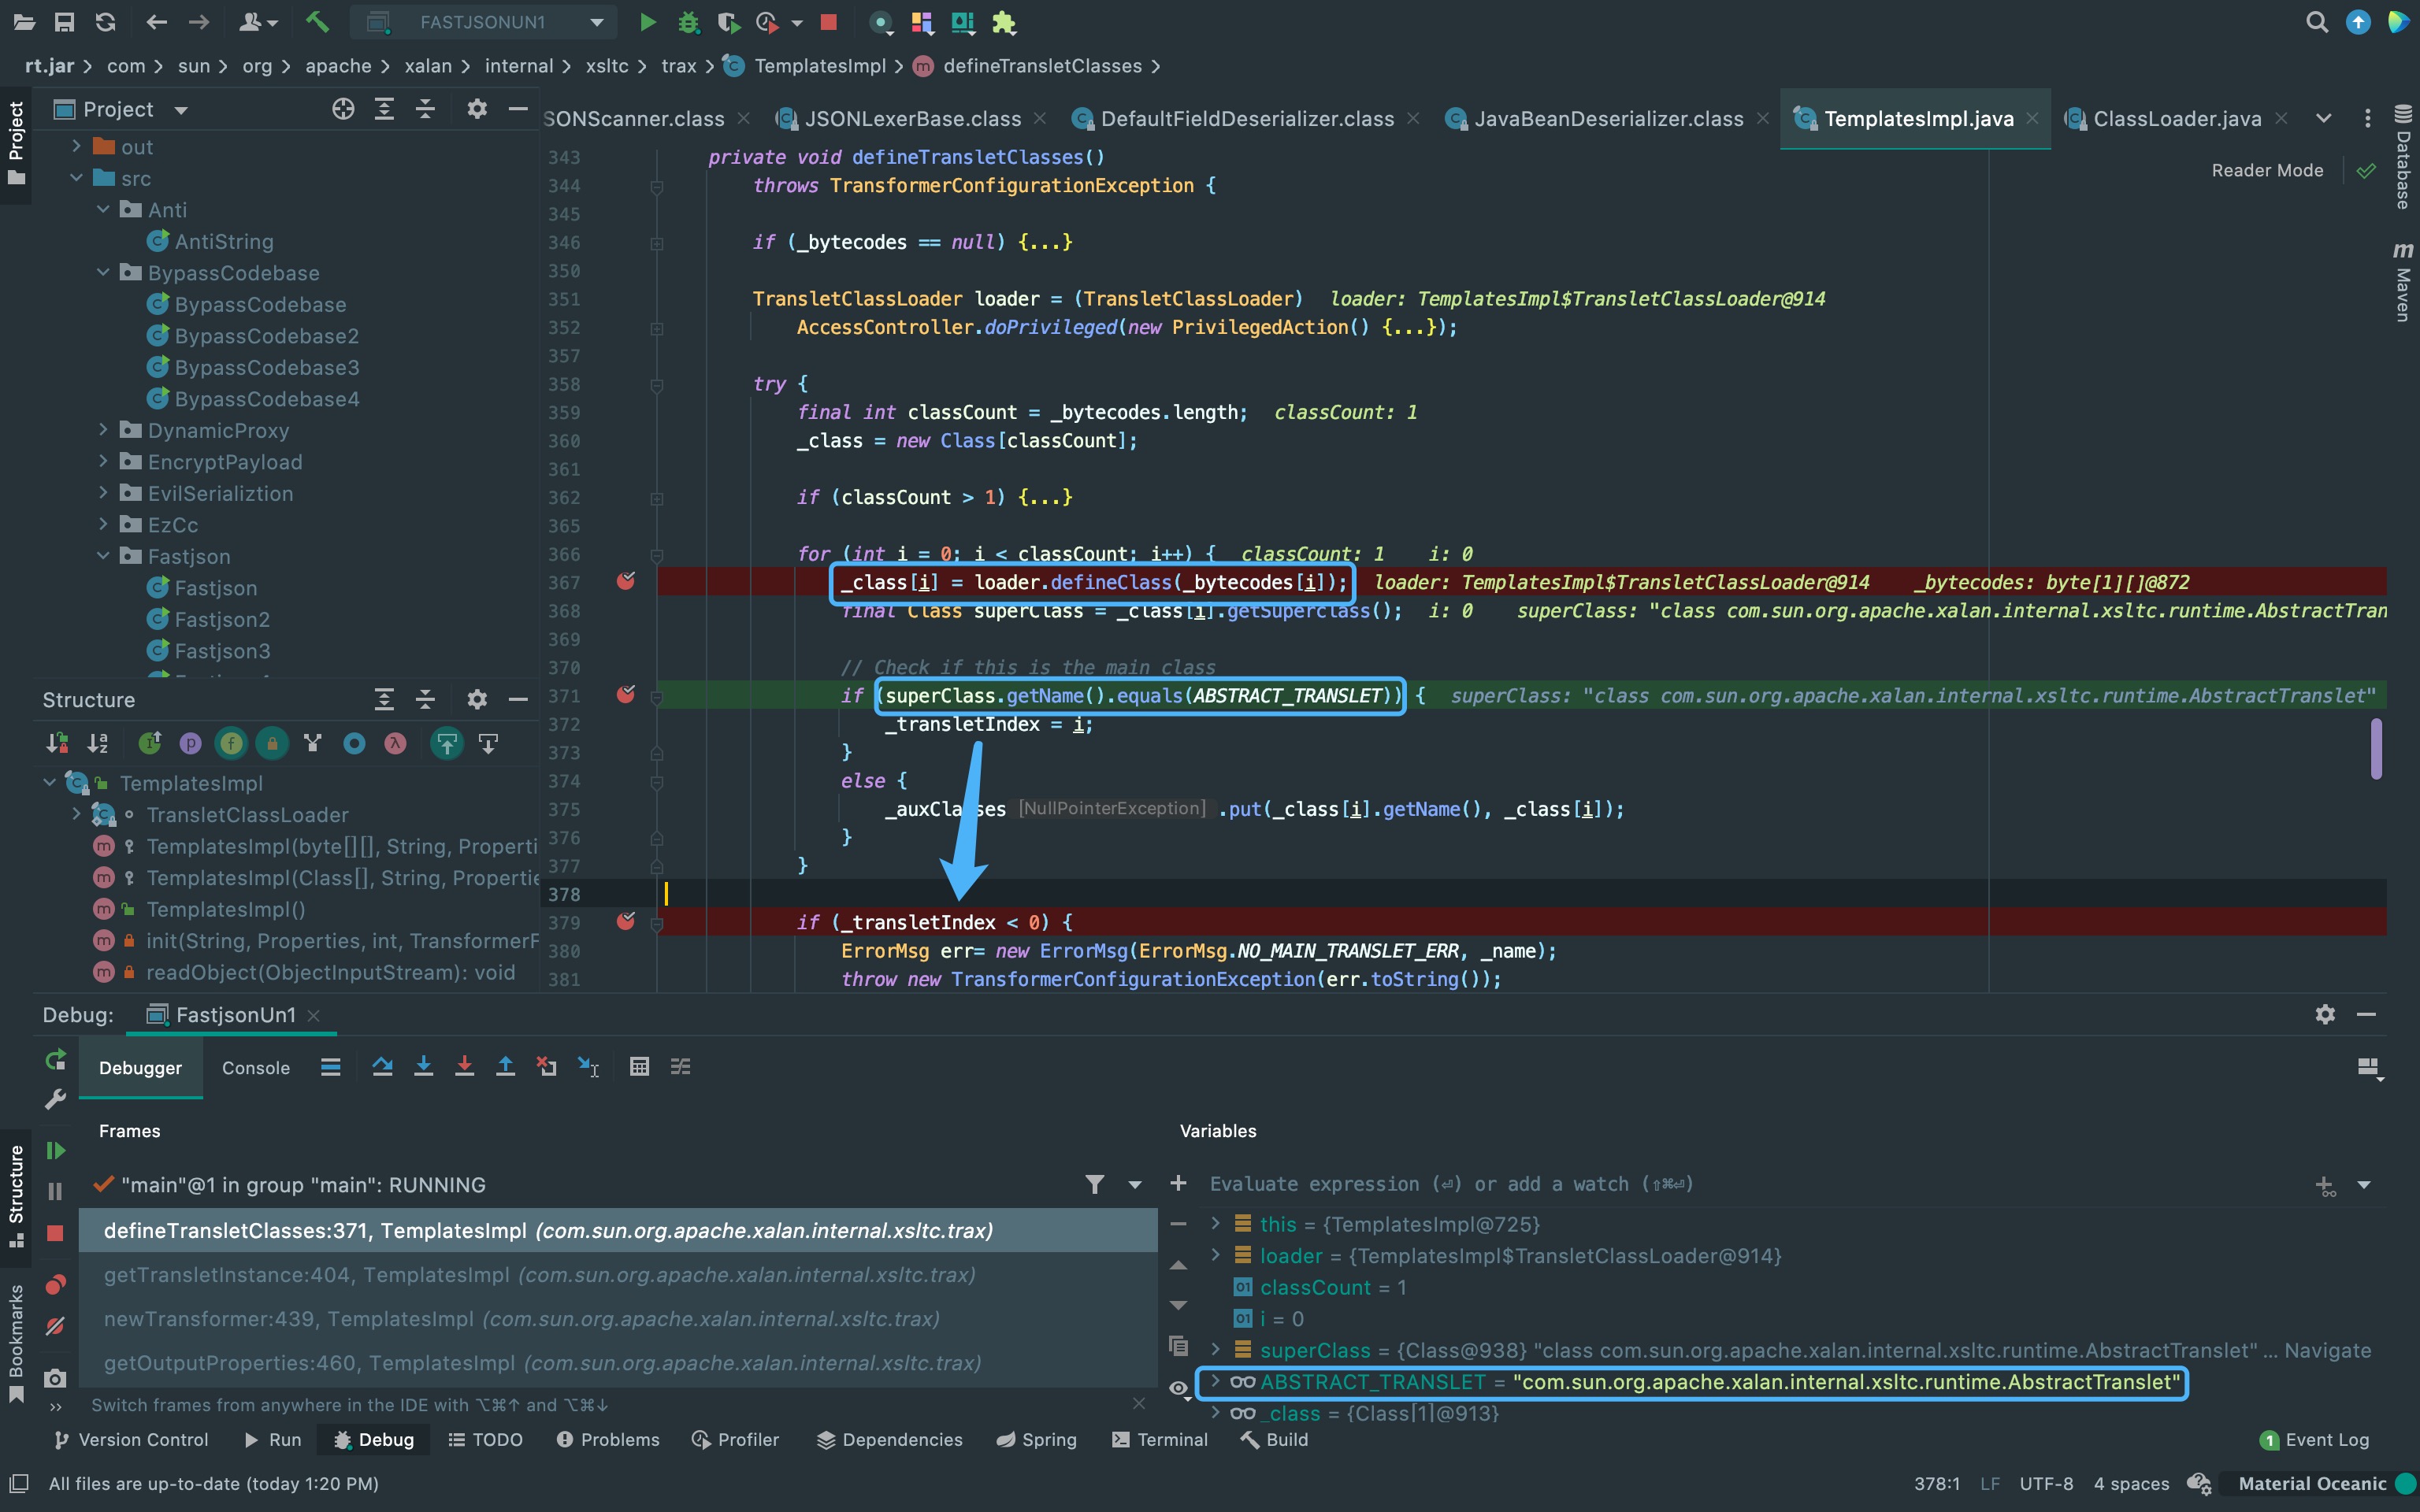 FASTJSONUN1
rt.jar com sun org apache xalan internal xsltc trax TemplatesImpl defineTransletClasses
Project
SONScanner.class JSONLexerBase.class DefaultFieldDeserializer.class JavaBeanDeserializer.class TemplatesImpl.java ClassLoader.java
Reader Mode
Project
out
src
Anti
AntiString
BypassCodebase
BypassCodebase
BypassCodebase2
BypassCodebase3
BypassCodebase4
DynamicProxy
EncryptPayload
EvilSerializtion
EzCc
Fastjson
Fastjson
Fastjson2
Fastjson3
343 private void defineTransletClasses()
344 throws TransformerConfigurationException {
345
346 if (_bytecodes == null) {...}
350
351 TransletClassLoader loader = (TransletClassLoader) loader: TemplatesImpl$TransletClassLoader@914
352 AccessController.doPrivileged(new PrivilegedAction() {...});
357
358 try {
359 final int classCount = _bytecodes.length; classCount: 1
360 _class = new Class[classCount];
361
362 if (classCount > 1) {...}
365
366 for (int i = 0; i < classCount; i++) { classCount: 1 i: 0
367 _class[i] = loader.defineClass(_bytecodes[i]); loader: TemplatesImpl$TransletClassLoader@914 _bytecodes: byte[1][]@872
368 final Class superClass = _class[i].getSuperclass(); i: 0 superClass: "class com.sun.org.apache.xalan.internal.xsltc.runtime.AbstractTran
369
370 // Check if this is the main class
371 if (superClass.getName().equals(ABSTRACT_TRANSLET)) { superClass: "class com.sun.org.apache.xalan.internal.xsltc.runtime.AbstractTranslet"
372 _transletIndex = i;
373 }
374 else {
375 _auxClasses [NullPointerException] .put(_class[i].getName(), _class[i]);
376 }
377 }
378
379 if (_transletIndex < 0) {
380 ErrorMsg err= new ErrorMsg(ErrorMsg.NO_MAIN_TRANSLET_ERR, _name);
381 throw new TransformerConfigurationException(err.toString());
Database
Maven
Structure
TemplatesImpl
TransletClassLoader
TemplatesImpl(byte[][], String, Properti
TemplatesImpl(Class[], String, Propertie
TemplatesImpl()
init(String, Properties, int, TransformerF
readObject(ObjectInputStream): void
Debug: FastjsonUn1
Debugger Console
Frames
"main"@1 in group "main": RUNNING
defineTransletClasses:371, TemplatesImpl (com.sun.org.apache.xalan.internal.xsltc.trax)
getTransletInstance:404, TemplatesImpl (com.sun.org.apache.xalan.internal.xsltc.trax)
newTransformer:439, TemplatesImpl (com.sun.org.apache.xalan.internal.xsltc.trax)
getOutputProperties:460, TemplatesImpl (com.sun.org.apache.xalan.internal.xsltc.trax)
Switch frames from anywhere in the IDE with ⌥⌘↑ and ⌥⌘↓
Variables
Evaluate expression (⏎) or add a watch (⇧⌘⏎)
this = {TemplatesImpl@725}
loader = {TemplatesImpl$TransletClassLoader@914}
classCount = 1
i = 0
superClass = {Class@938} "class com.sun.org.apache.xalan.internal.xsltc.runtime.AbstractTranslet" ... Navigate
ABSTRACT_TRANSLET = "com.sun.org.apache.xalan.internal.xsltc.runtime.AbstractTranslet"
_class = {Class[1]@913}
Structure
Bookmarks
Version Control Run Debug TODO Problems Profiler Dependencies Spring Terminal Build 1 Event Log
All files are up-to-date (today 1:20 PM) 378:1 LF UTF-8 4 spaces Material Oceanic